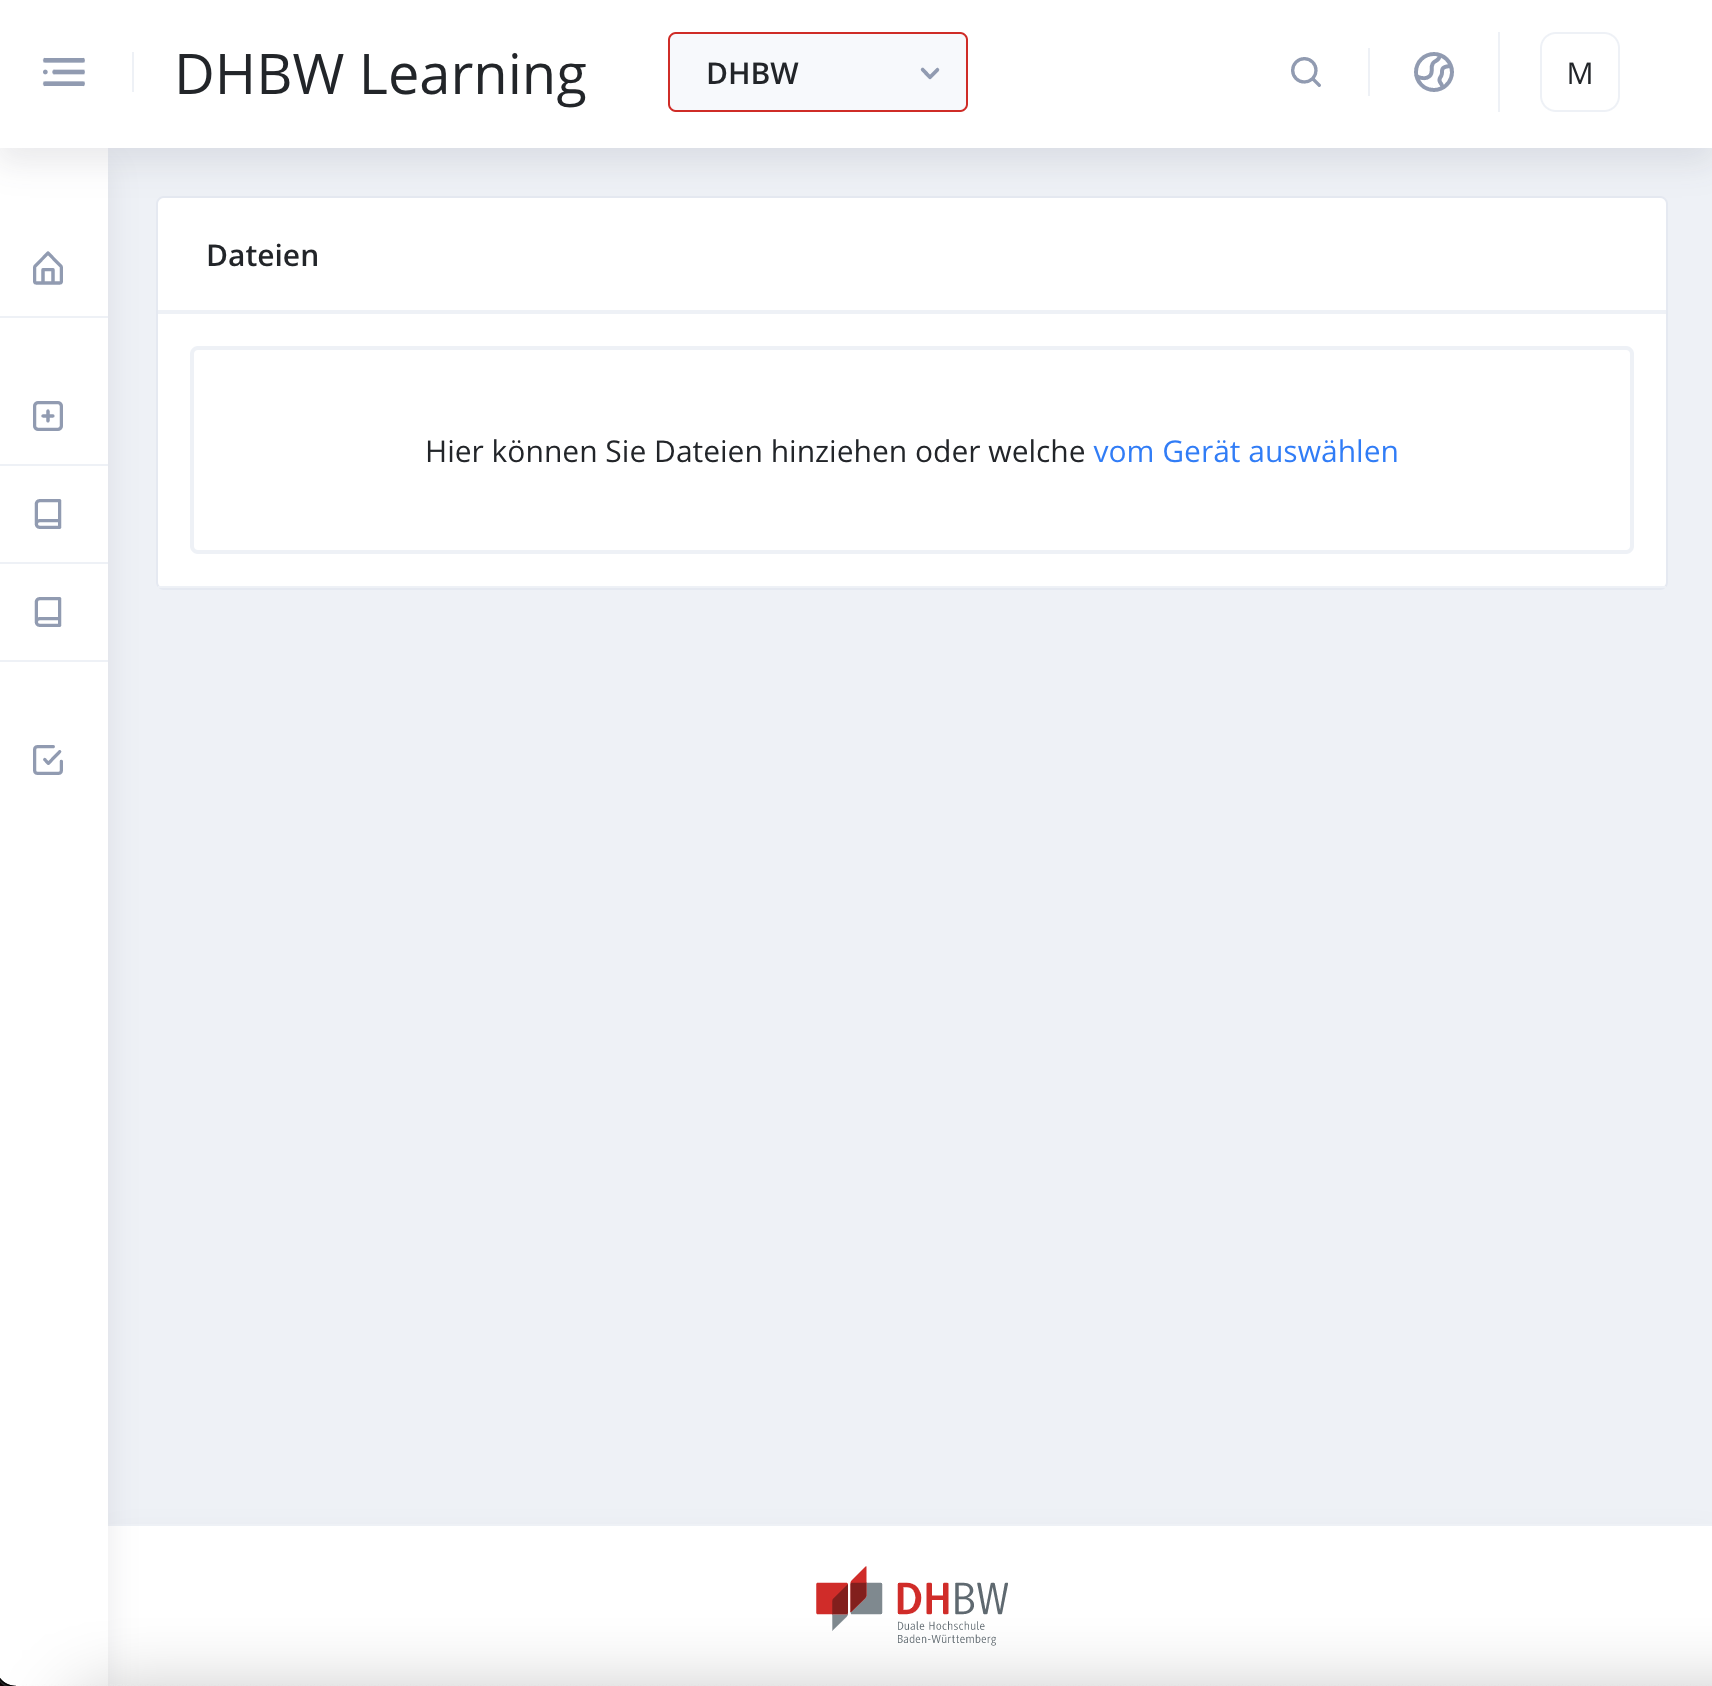 DHBW Learning
DHBW
M
Dateien
Hier können Sie Dateien hinziehen oder welche vom Gerät auswählen
DHBW
Duale Hochschule
Baden-Württemberg